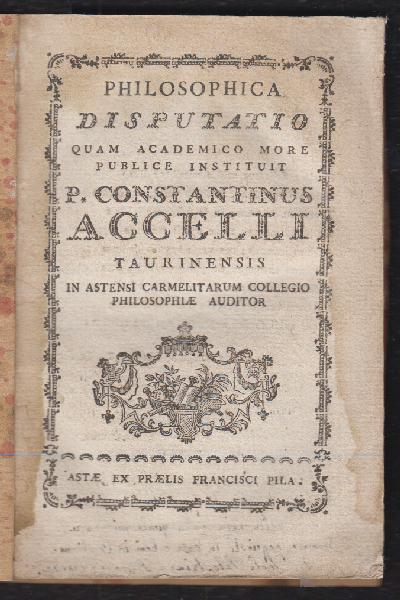 PHILOSOPHICA
DISPUTATIO
QUAM ACADEMICO MORE
PUBLICE INSTITUIT
P. CONSTANTINUS
ACCELLI
TAURINENSIS
IN ASTENSI CARMELITARUM COLLEGIO
PHILOSOPHIÆ AUDITOR
ASTÆ EX PRÆLIS FRANCISCI PILA.